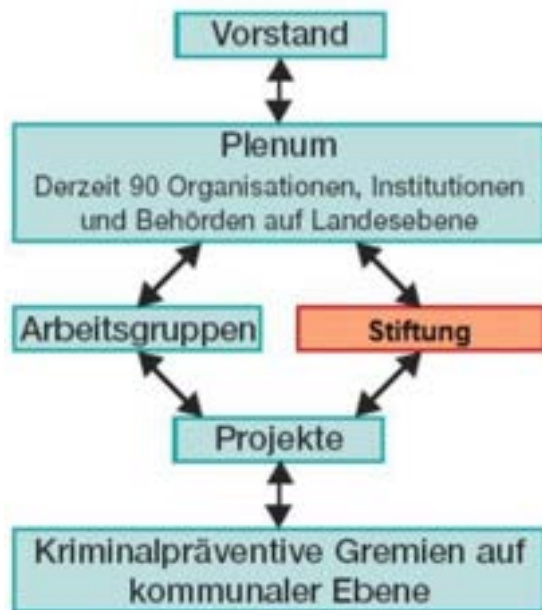 Vorstand
Plenum
Derzeit 90 Organisationen, Institutionen
und Behörden auf Landesebene
Arbeitsgruppen
Stiftung
Projekte
Kriminalpräventive Gremien auf
kommunaler Ebene